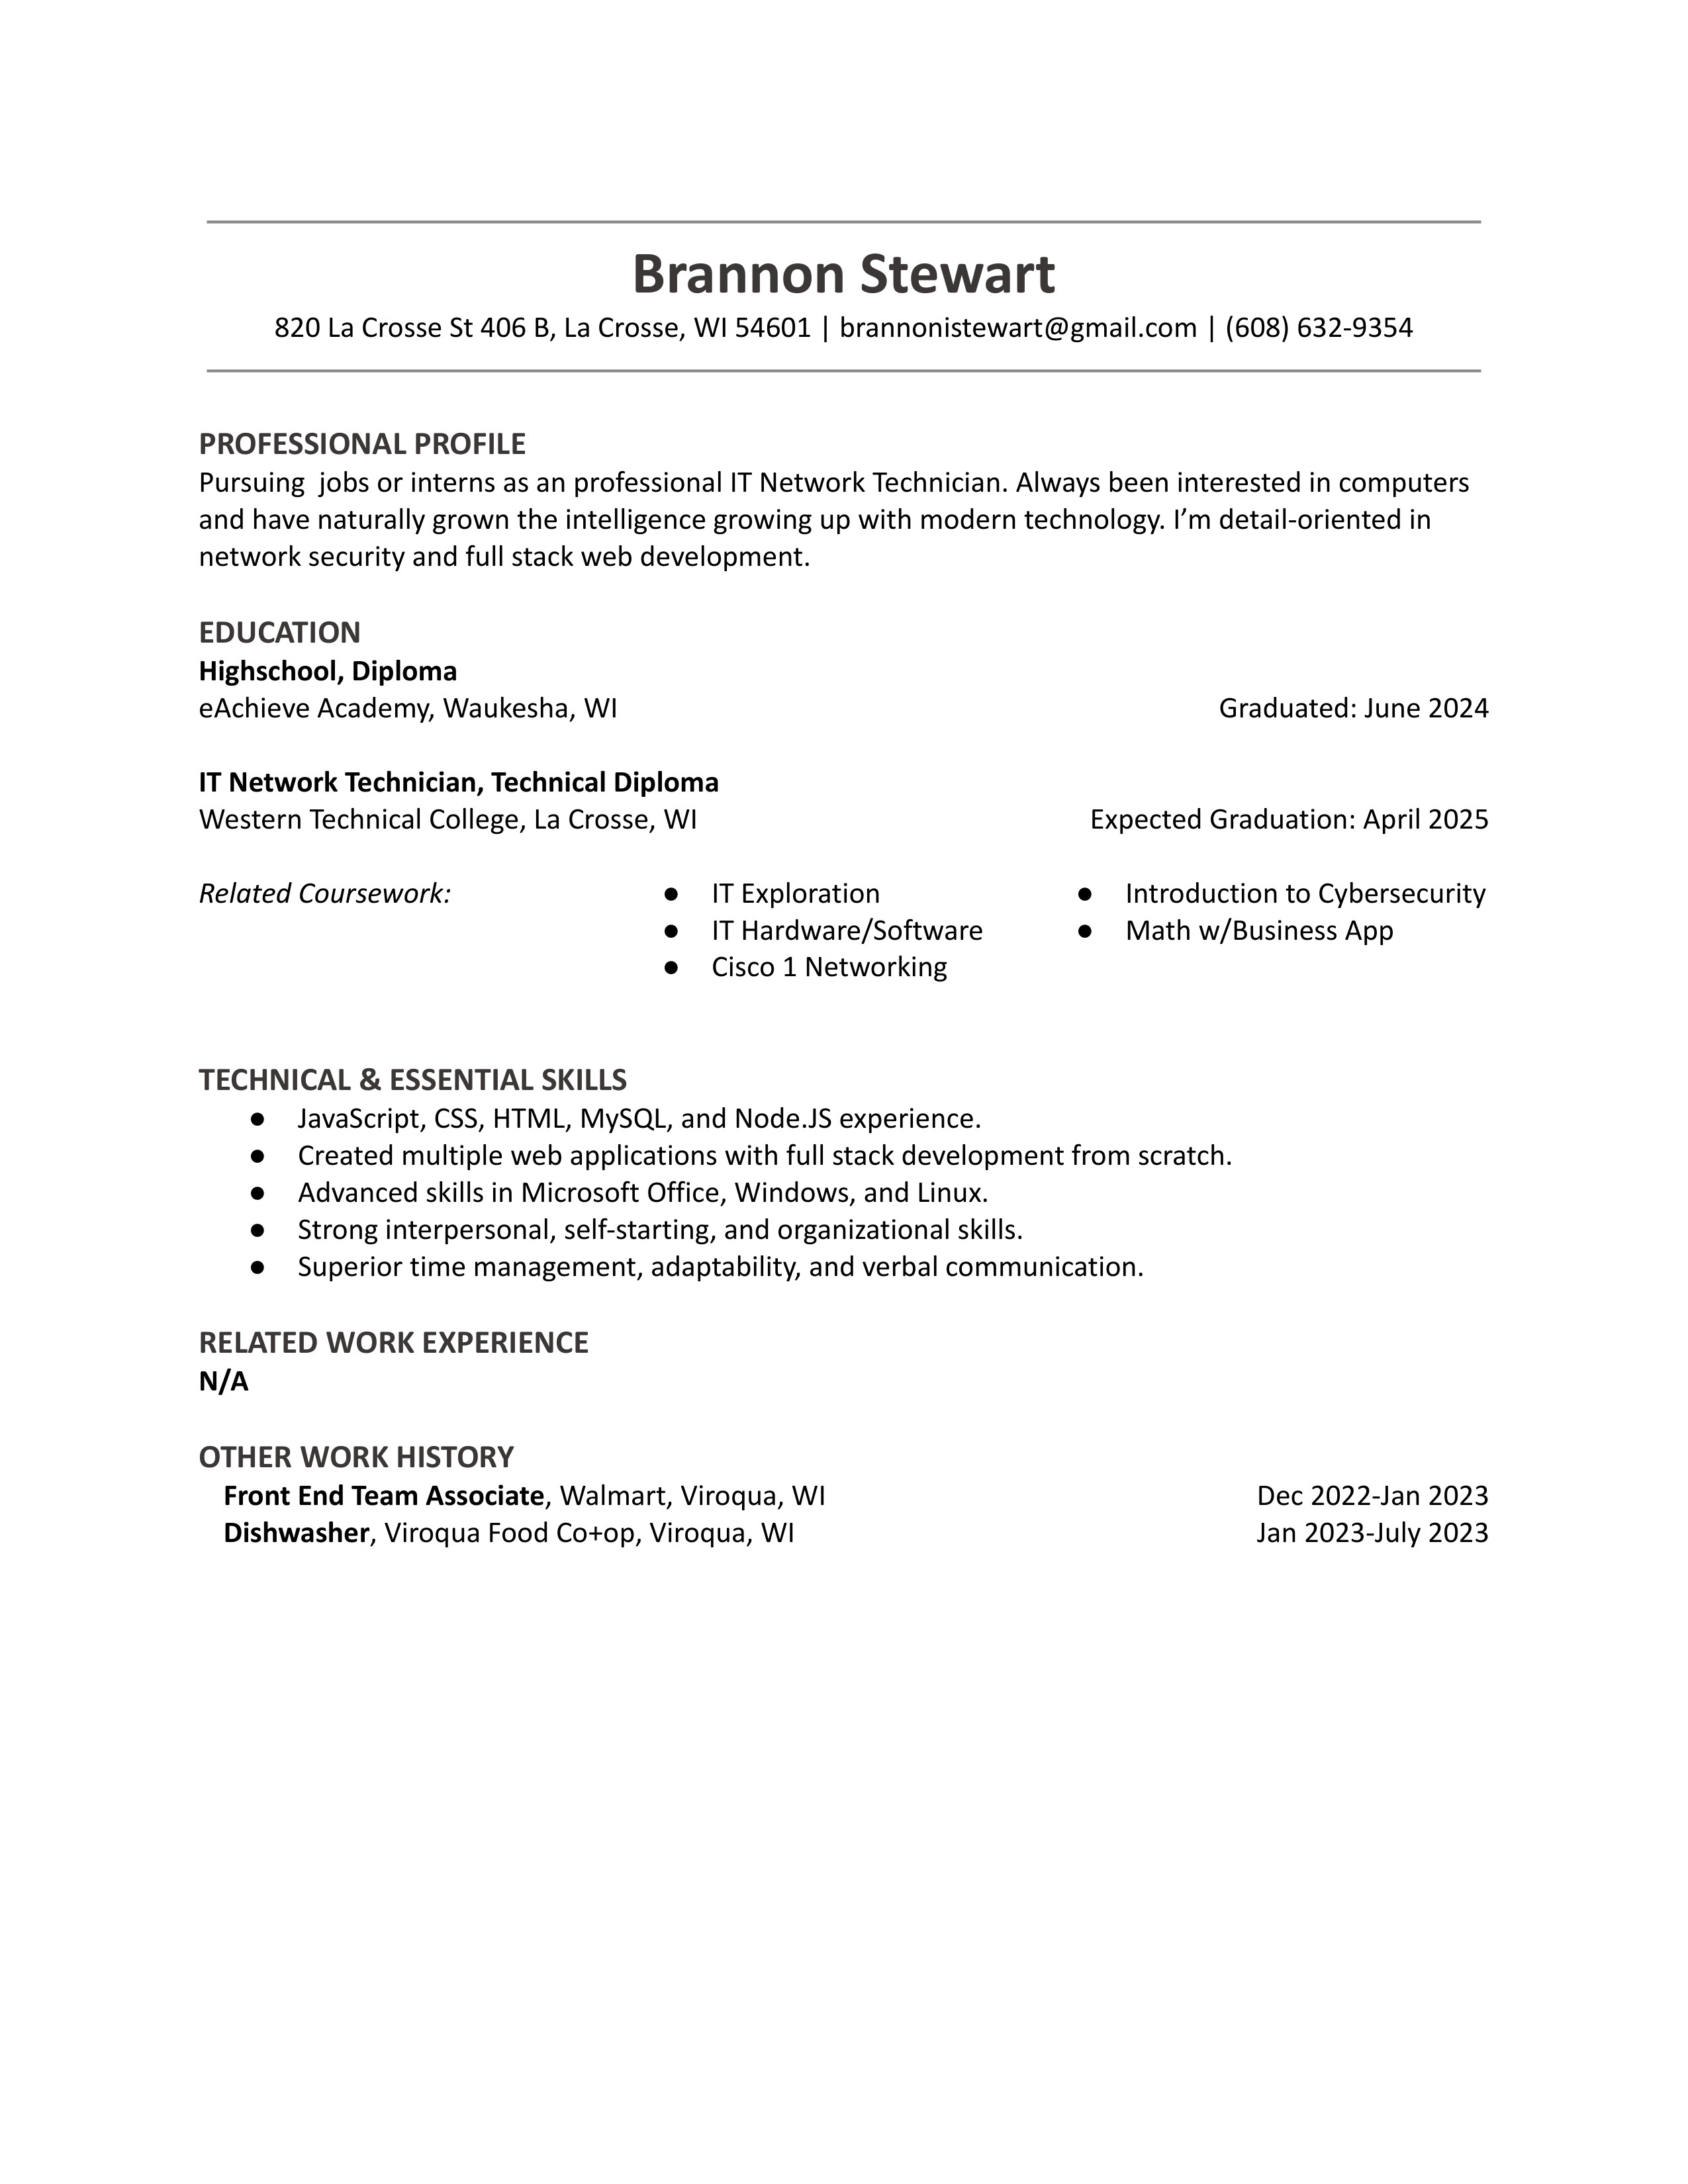 Brannon Stewart
820 La Crosse St 406 B, La Crosse, WI 54601 | brannonistewart@gmail.com | (608) 632-9354
PROFESSIONAL PROFILE
Pursuing  jobs or interns as an professional IT Network Technician. Always been interested in computers
and have naturally grown the intelligence growing up with modern technology. I’m detail-oriented in
network security and full stack web development.
EDUCATION
Highschool, Diploma
eAchieve Academy, Waukesha, WI Graduated: June 2024
IT Network Technician, Technical Diploma
Western Technical College, La Crosse, WI Expected Graduation: April 2025
Related Coursework: ● IT Exploration ● Introduction to Cybersecurity
● IT Hardware/Software ● Math w/Business App
● Cisco 1 Networking
TECHNICAL & ESSENTIAL SKILLS
● JavaScript, CSS, HTML, MySQL, and Node.JS experience.
● Created multiple web applications with full stack development from scratch.
● Advanced skills in Microsoft Office, Windows, and Linux.
● Strong interpersonal, self-starting, and organizational skills.
● Superior time management, adaptability, and verbal communication.
RELATED WORK EXPERIENCE
N/A
OTHER WORK HISTORY
Front End Team Associate, Walmart, Viroqua, WI Dec 2022-Jan 2023
Dishwasher, Viroqua Food Co+op, Viroqua, WI Jan 2023-July 2023